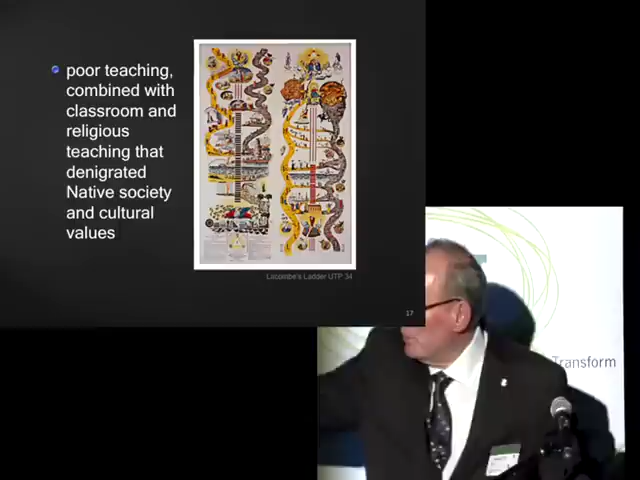 poor teaching,
combined with
classroom and
religious
teaching that
denigrated
Native society
and cultural
values
Lacombe's Ladder UTP 34
17
Transform